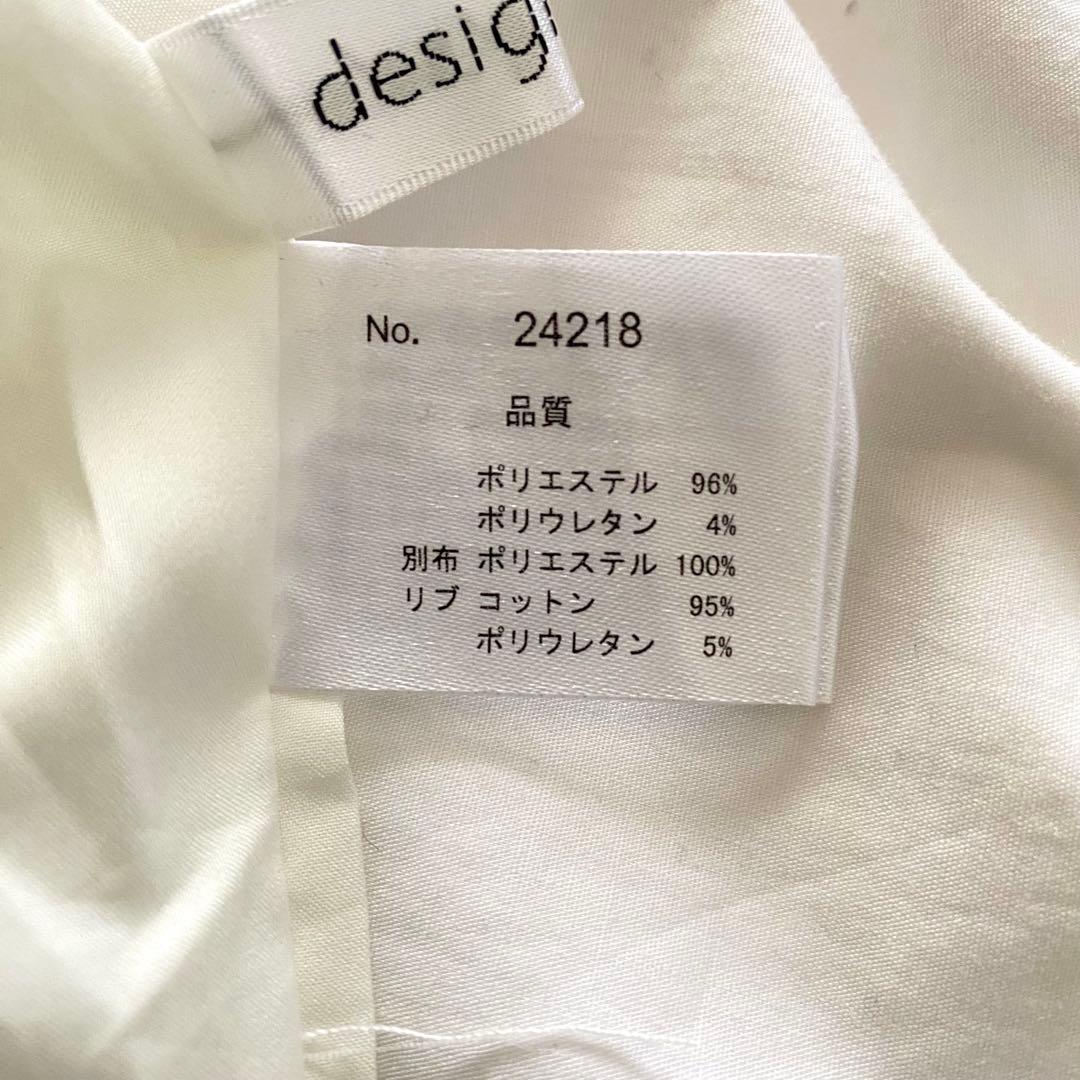 desig
No. 24218
品質
ポリエステル 96%
ポリウレタン 4%
別布 ポリエステル 100%
リブ コットン 95%
ポリウレタン 5%